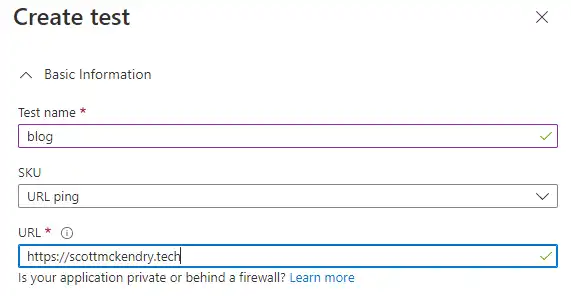 Create test
Basic Information
Test name *
blog
SKU
URL ping
URL *
https://scottmckendry.tech
Is your application private or behind a firewall? Learn more